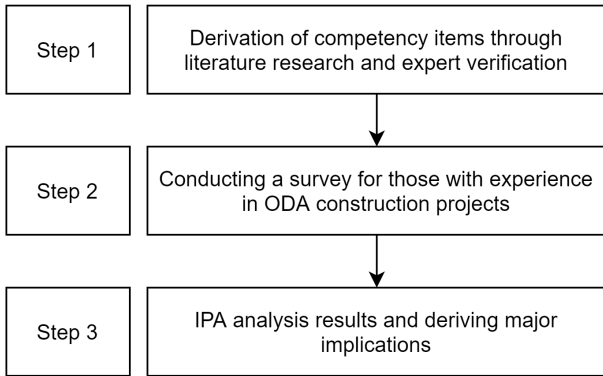 Step 1
Derivation of competency items through
literature research and expert verification
Step 2
Conducting a survey for those with experience
in ODA construction projects
Step 3
IPA analysis results and deriving major
implications